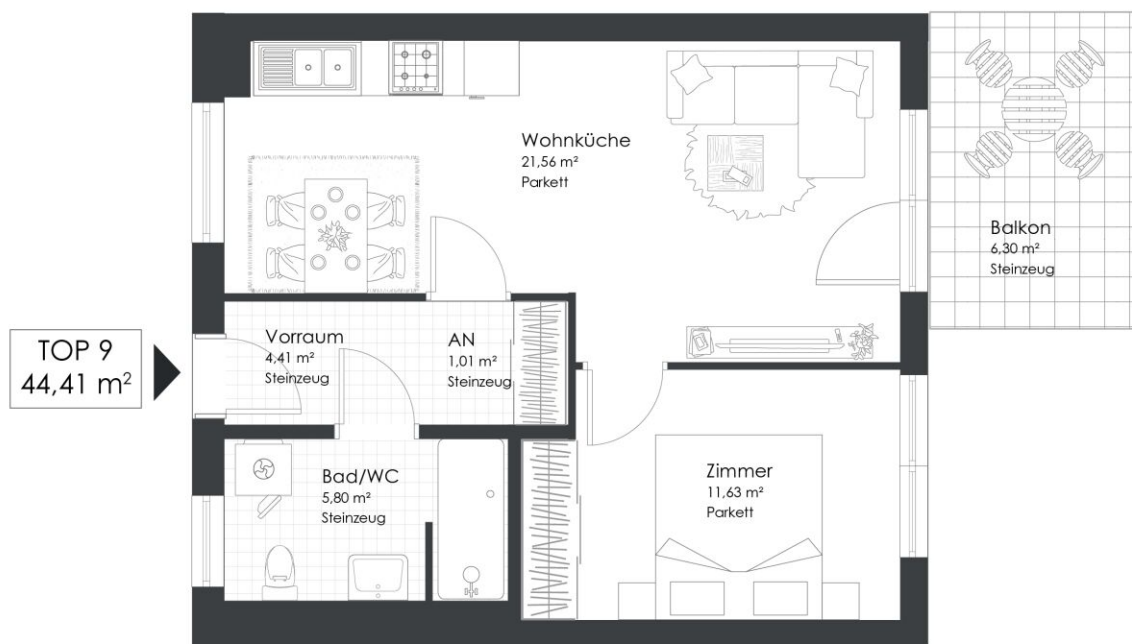 TOP 9
44,41 m²
Wohnküche
21,56 m²
Parkett
Balkon
6,30 m²
Steinzeug
Vorraum
4,41 m²
Steinzeug
AN
1,01 m²
Steinzeug
Bad/WC
5,80 m²
Steinzeug
Zimmer
11,63 m²
Parkett